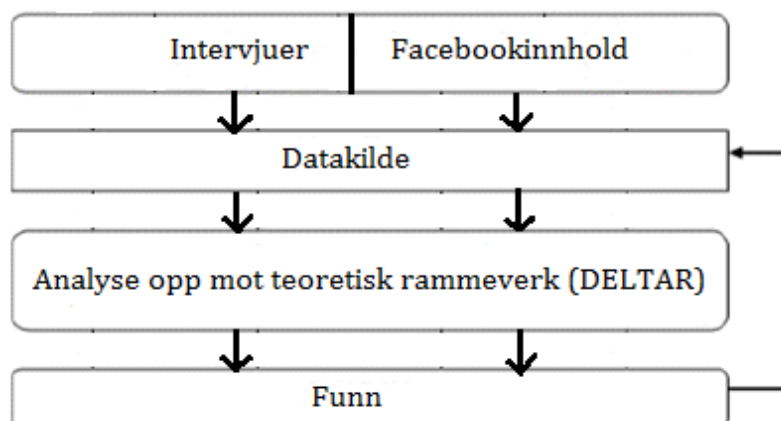 Intervjuer Facebookinnhold
Datakilde
Analyse opp mot teoretisk rammeverk (DELTAR)
Funn